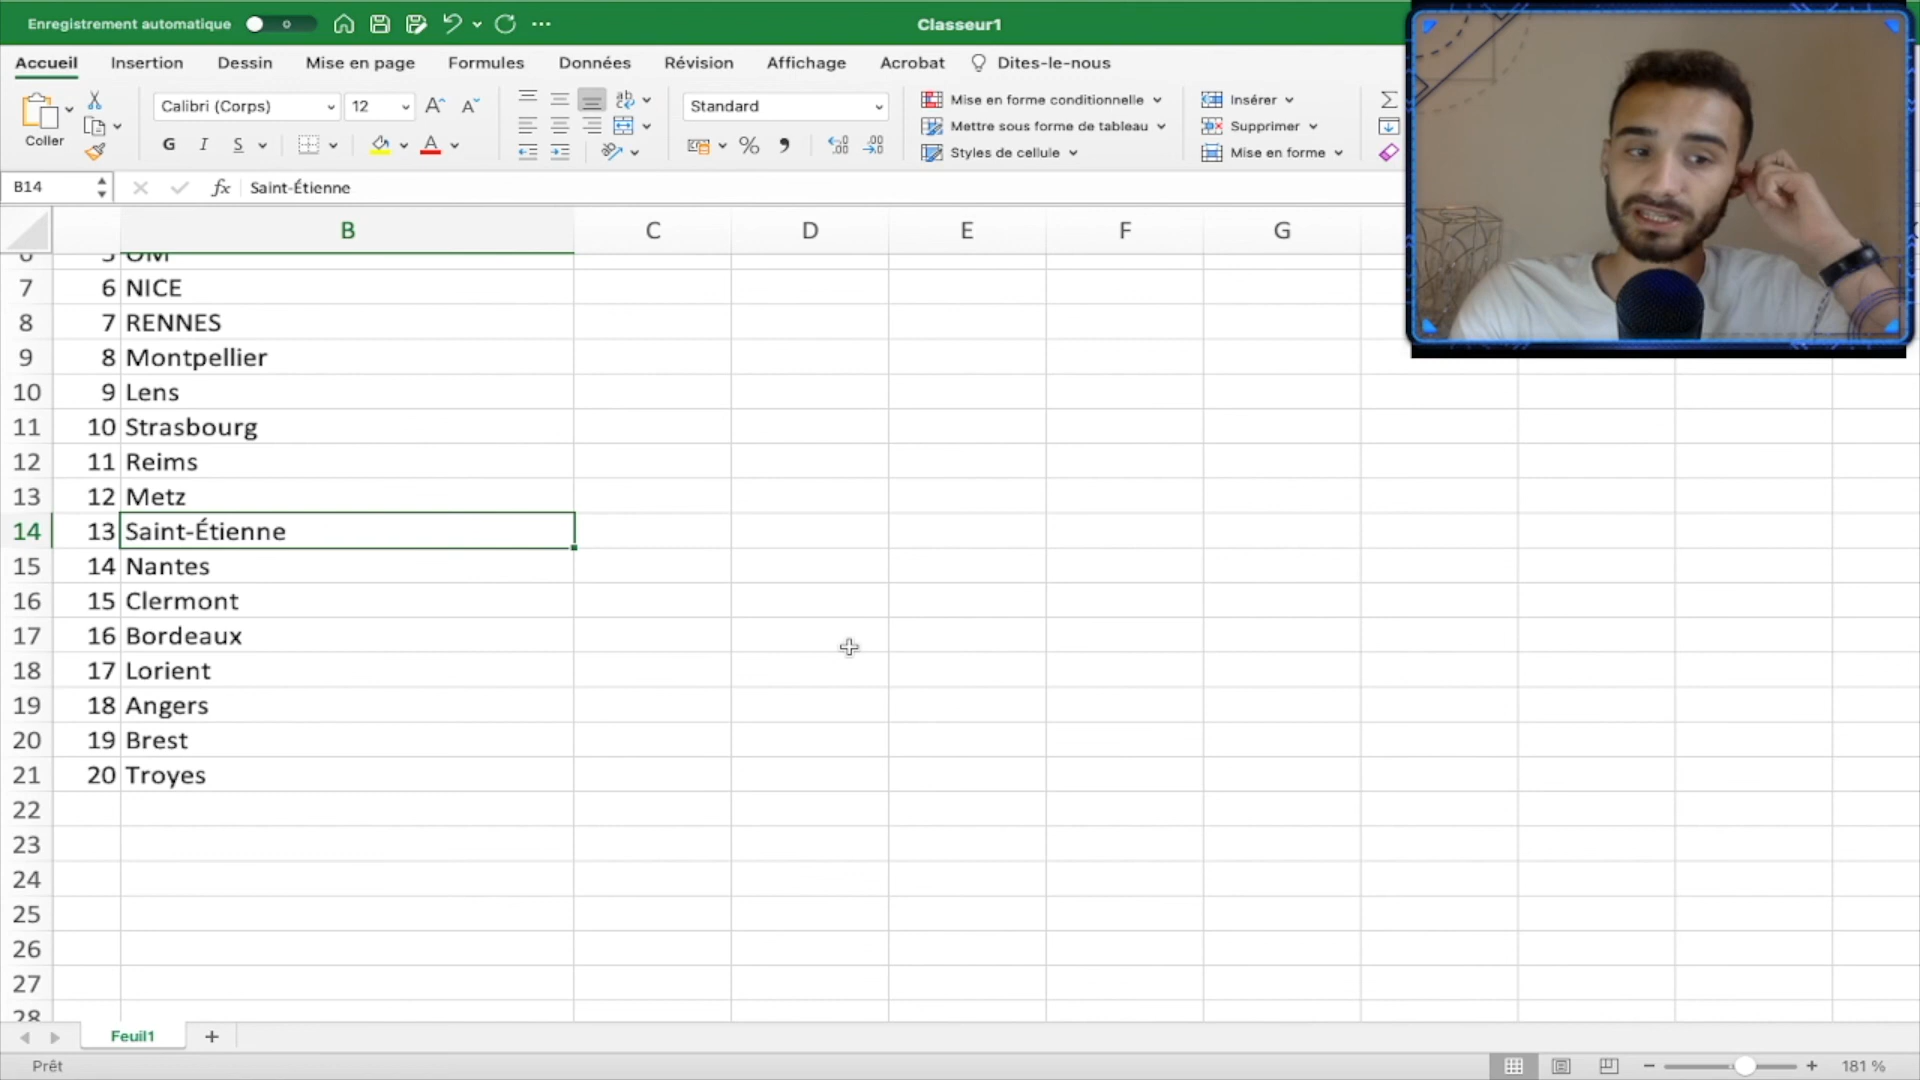 Enregistrement automatique
Classeur1
Accueil Insertion Dessin Mise en page Formules Données Révision Affichage Acrobat Dites-le-nous
Coller
Calibri (Corps) 12
Standard
Mise en forme conditionnelle
Mettre sous forme de tableau
Styles de cellule
Insérer
Supprimer
Mise en forme
G I S
B14 fx Saint-Étienne
B C D E F G
7 6 NICE
8 7 RENNES
9 8 Montpellier
10 9 Lens
11 10 Strasbourg
12 11 Reims
13 12 Metz
14 13 Saint-Étienne
15 14 Nantes
16 15 Clermont
17 16 Bordeaux
18 17 Lorient
19 18 Angers
20 19 Brest
21 20 Troyes
22
23
24
25
26
27
28
Feuil1 +
Prêt
181 %